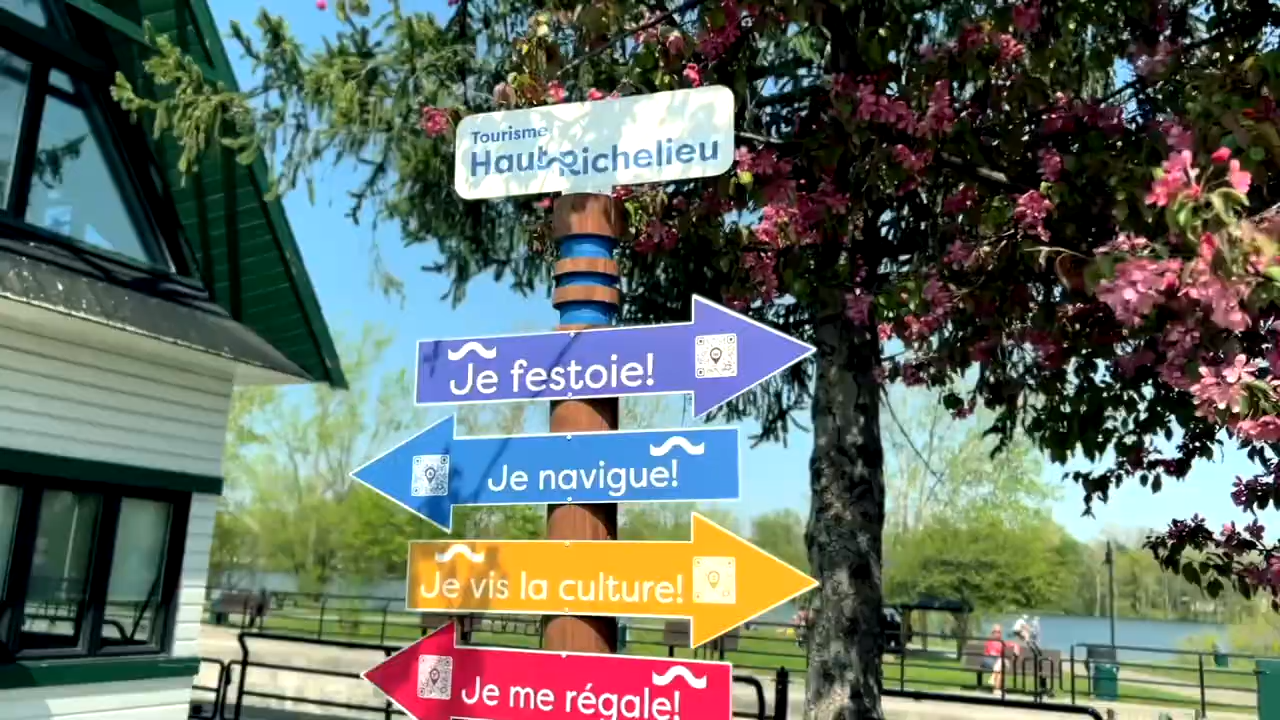 Tourisme
Haut-Richelieu
Je festoie!
Je navigue!
Je vis la culture!
Je me régale!